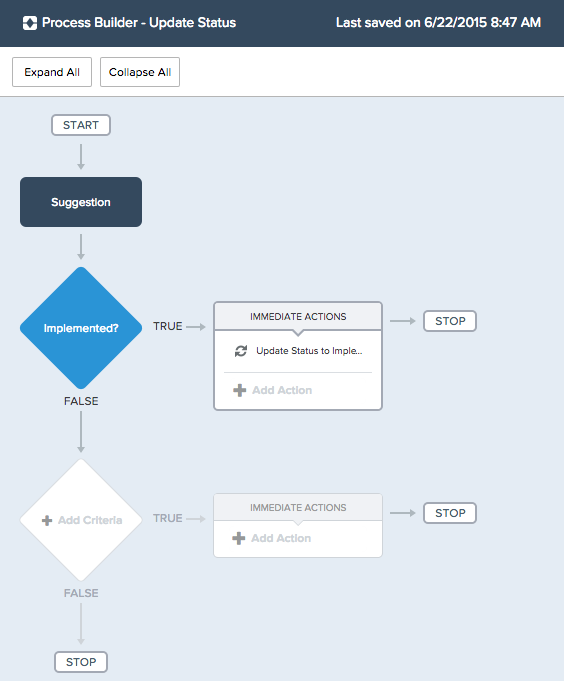 Process Builder - Update Status
Last saved on 6/22/2015 8:47 AM
Expand All
Collapse All
START
Suggestion
Implemented?
TRUE
IMMEDIATE ACTIONS
Update Status to Imple...
Add Action
STOP
FALSE
Add Criteria
TRUE
IMMEDIATE ACTIONS
Add Action
STOP
FALSE
STOP